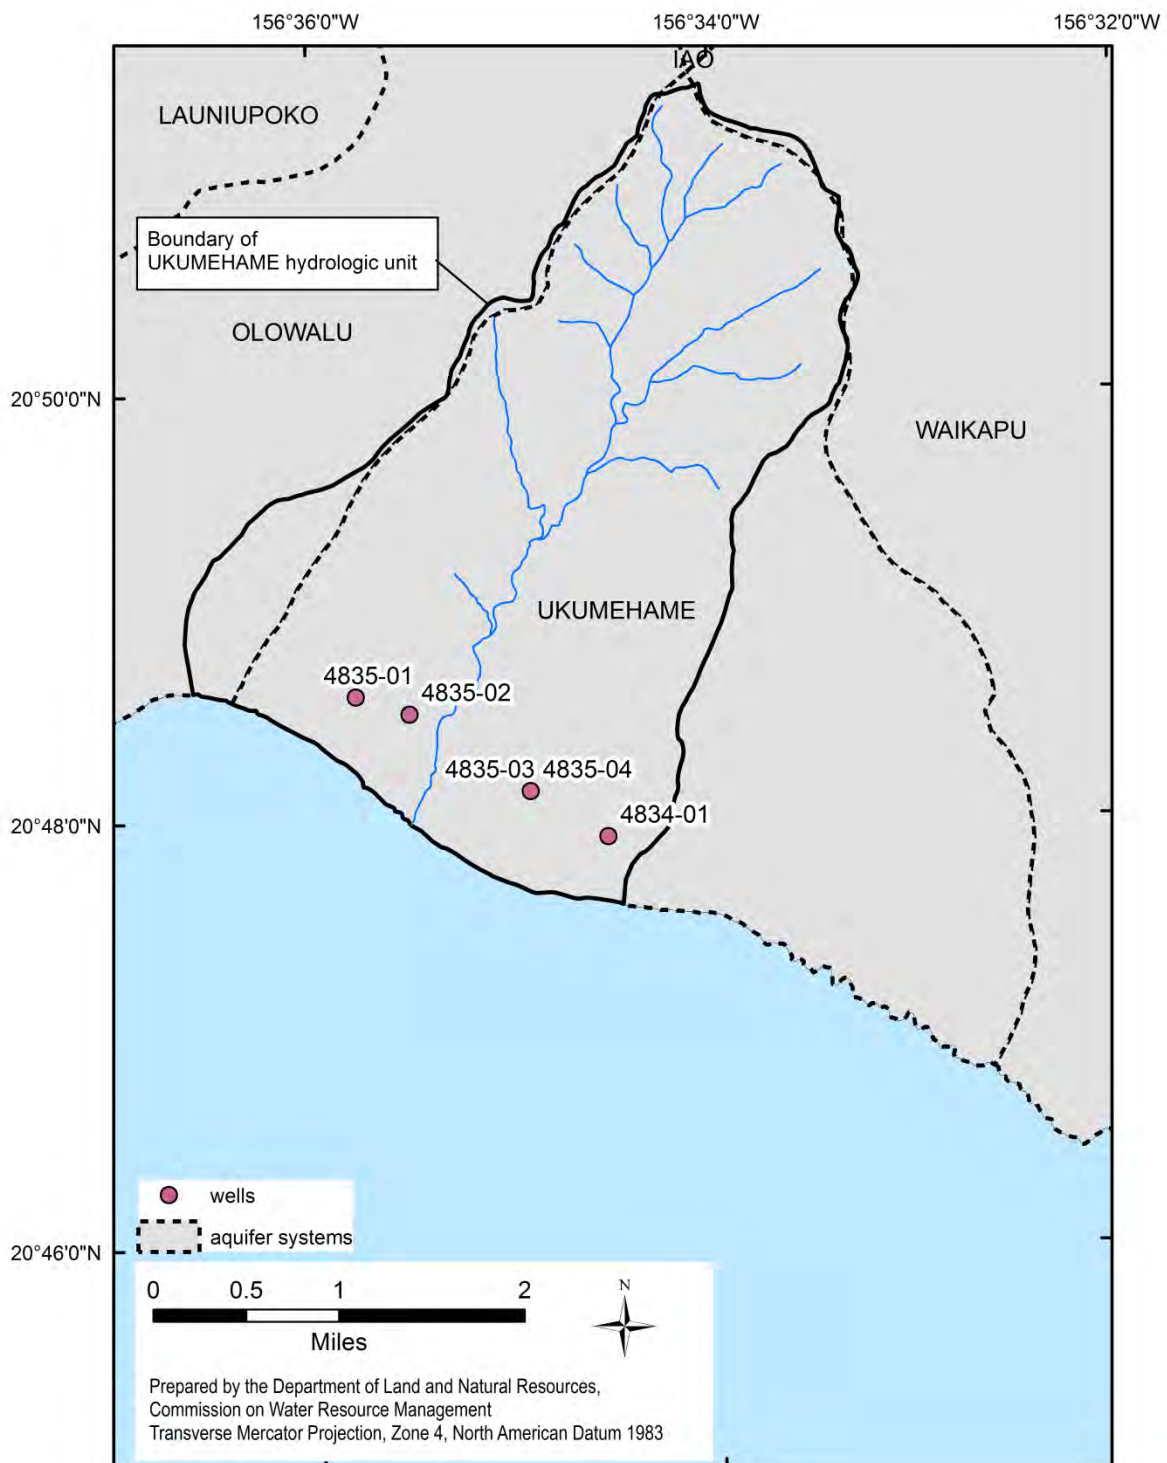 156°36'0"W
156°34'0"W
156°32'0"W
IAO
LAUNIUPOKO
Boundary of
UKUMEHAME hydrologic unit
OLOWALU
20°50'0"N
WAIKAPU
UKUMEHAME
4835-01
4835-02
4835-03 4835-04
4834-01
20°48'0"N
wells
aquifer systems
20°46'0"N
0 0.5 1 2
Miles
N
Prepared by the Department of Land and Natural Resources,
Commission on Water Resource Management
Transverse Mercator Projection, Zone 4, North American Datum 1983